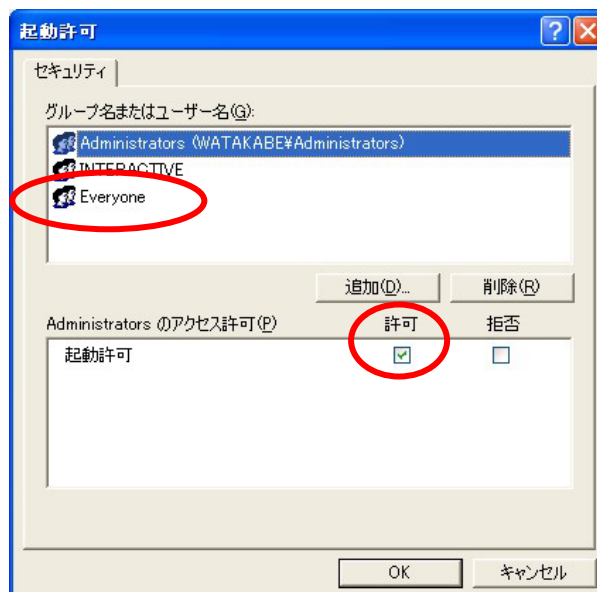 起動許可
セキュリティ
グループ名またはユーザー名(G):
Administrators (WATAKABE¥Administrators)
INTERACTIVE
Everyone
追加(D)... 削除(R)
Administrators のアクセス許可(P) 許可 拒否
起動許可
OK キャンセル